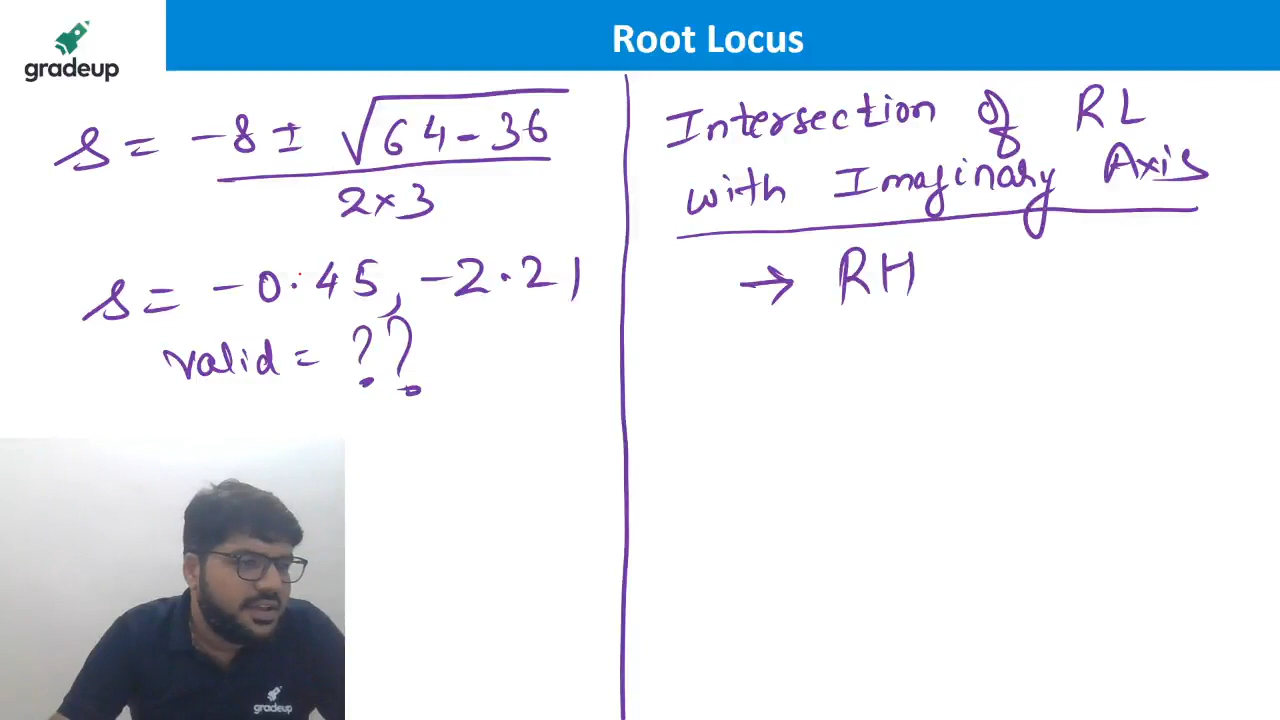 gradeup
Root Locus
s = -8 ± √64-36
2×3
s = -0.45, -2.21
valid = ??
Intersection of RL
with Imaginary Axis
→ RH
gradeup